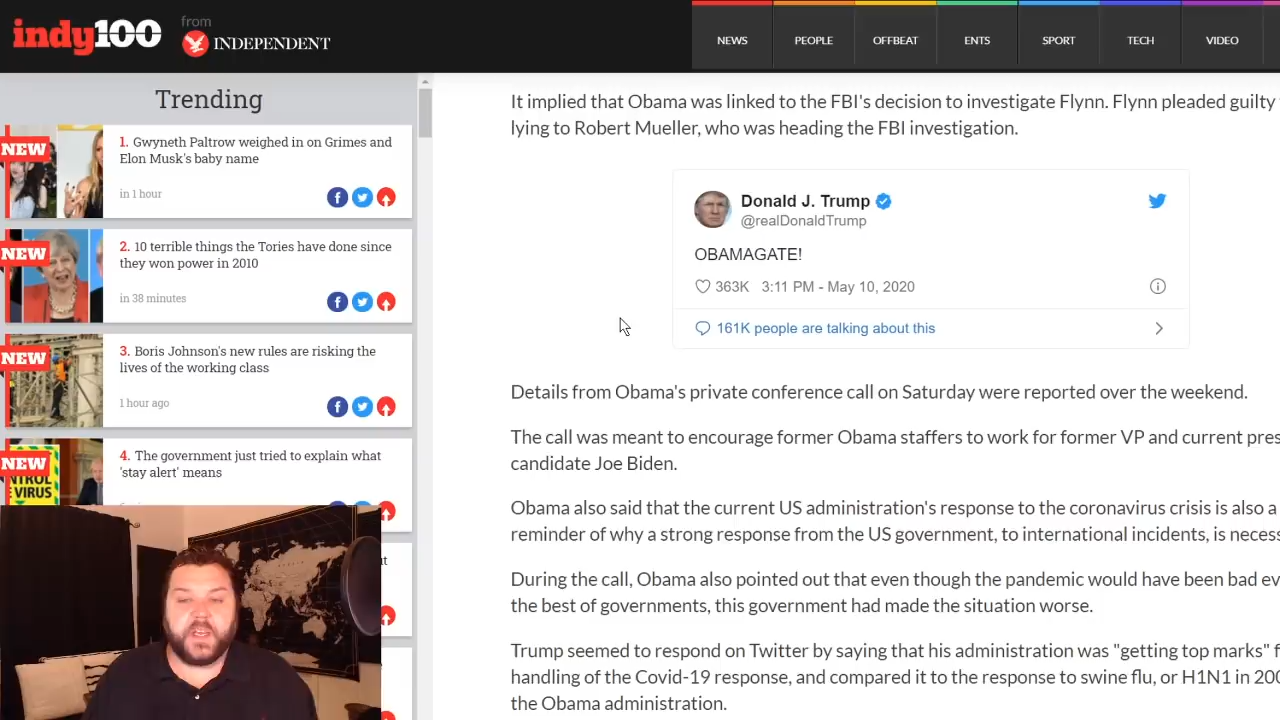 indy100
from
INDEPENDENT
NEWS
PEOPLE
OFFBEAT
ENTS
SPORT
TECH
VIDEO
Trending
NEW
1. Gwyneth Paltrow weighed in on Grimes and
Elon Musk's baby name
in 1 hour
NEW
2. 10 terrible things the Tories have done since
they won power in 2010
in 38 minutes
NEW
3. Boris Johnson's new rules are risking the
lives of the working class
1 hour ago
NEW
4. The government just tried to explain what
'stay alert' means
NTROL
E VIRUS
It implied that Obama was linked to the FBI's decision to investigate Flynn. Flynn pleaded guilty
lying to Robert Mueller, who was heading the FBI investigation.
Donald J. Trump
@realDonaldTrump
OBAMAGATE!
363K 3:11 PM - May 10, 2020
161K people are talking about this
Details from Obama's private conference call on Saturday were reported over the weekend.
The call was meant to encourage former Obama staffers to work for former VP and current pres
candidate Joe Biden.
Obama also said that the current US administration's response to the coronavirus crisis is also a
reminder of why a strong response from the US government, to international incidents, is necess
During the call, Obama also pointed out that even though the pandemic would have been bad ev
the best of governments, this government had made the situation worse.
Trump seemed to respond on Twitter by saying that his administration was "getting top marks" f
handling of the Covid-19 response, and compared it to the response to swine flu, or H1N1 in 200
the Obama administration.